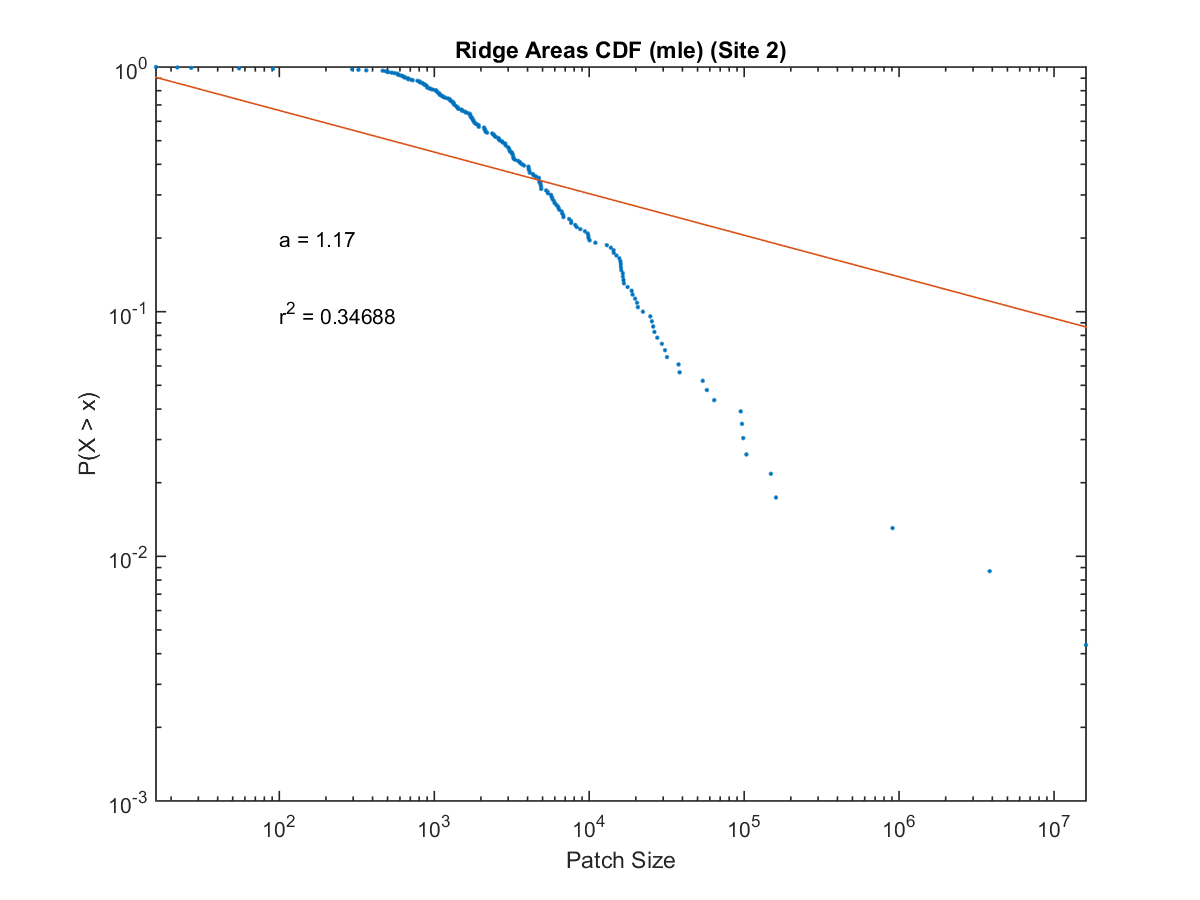 Ridge Areas CDF (mle) (Site 2)
10^0
a = 1.17
r^2 = 0.34688
10^-1
P(X > x)
10^-2
10^-3
10^2 10^3 10^4 10^5 10^6 10^7
Patch Size